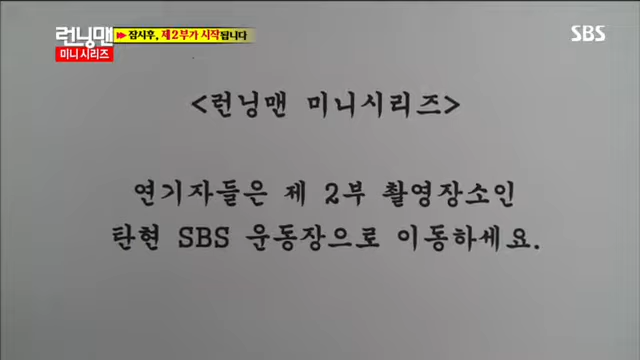 런닝맨
미니시리즈
잠시후, 제2부가 시작됩니다
SBS
<런닝맨 미니시리즈>
연기자들은 제 2부 촬영장소인
탄현 SBS 운동장으로 이동하세요.